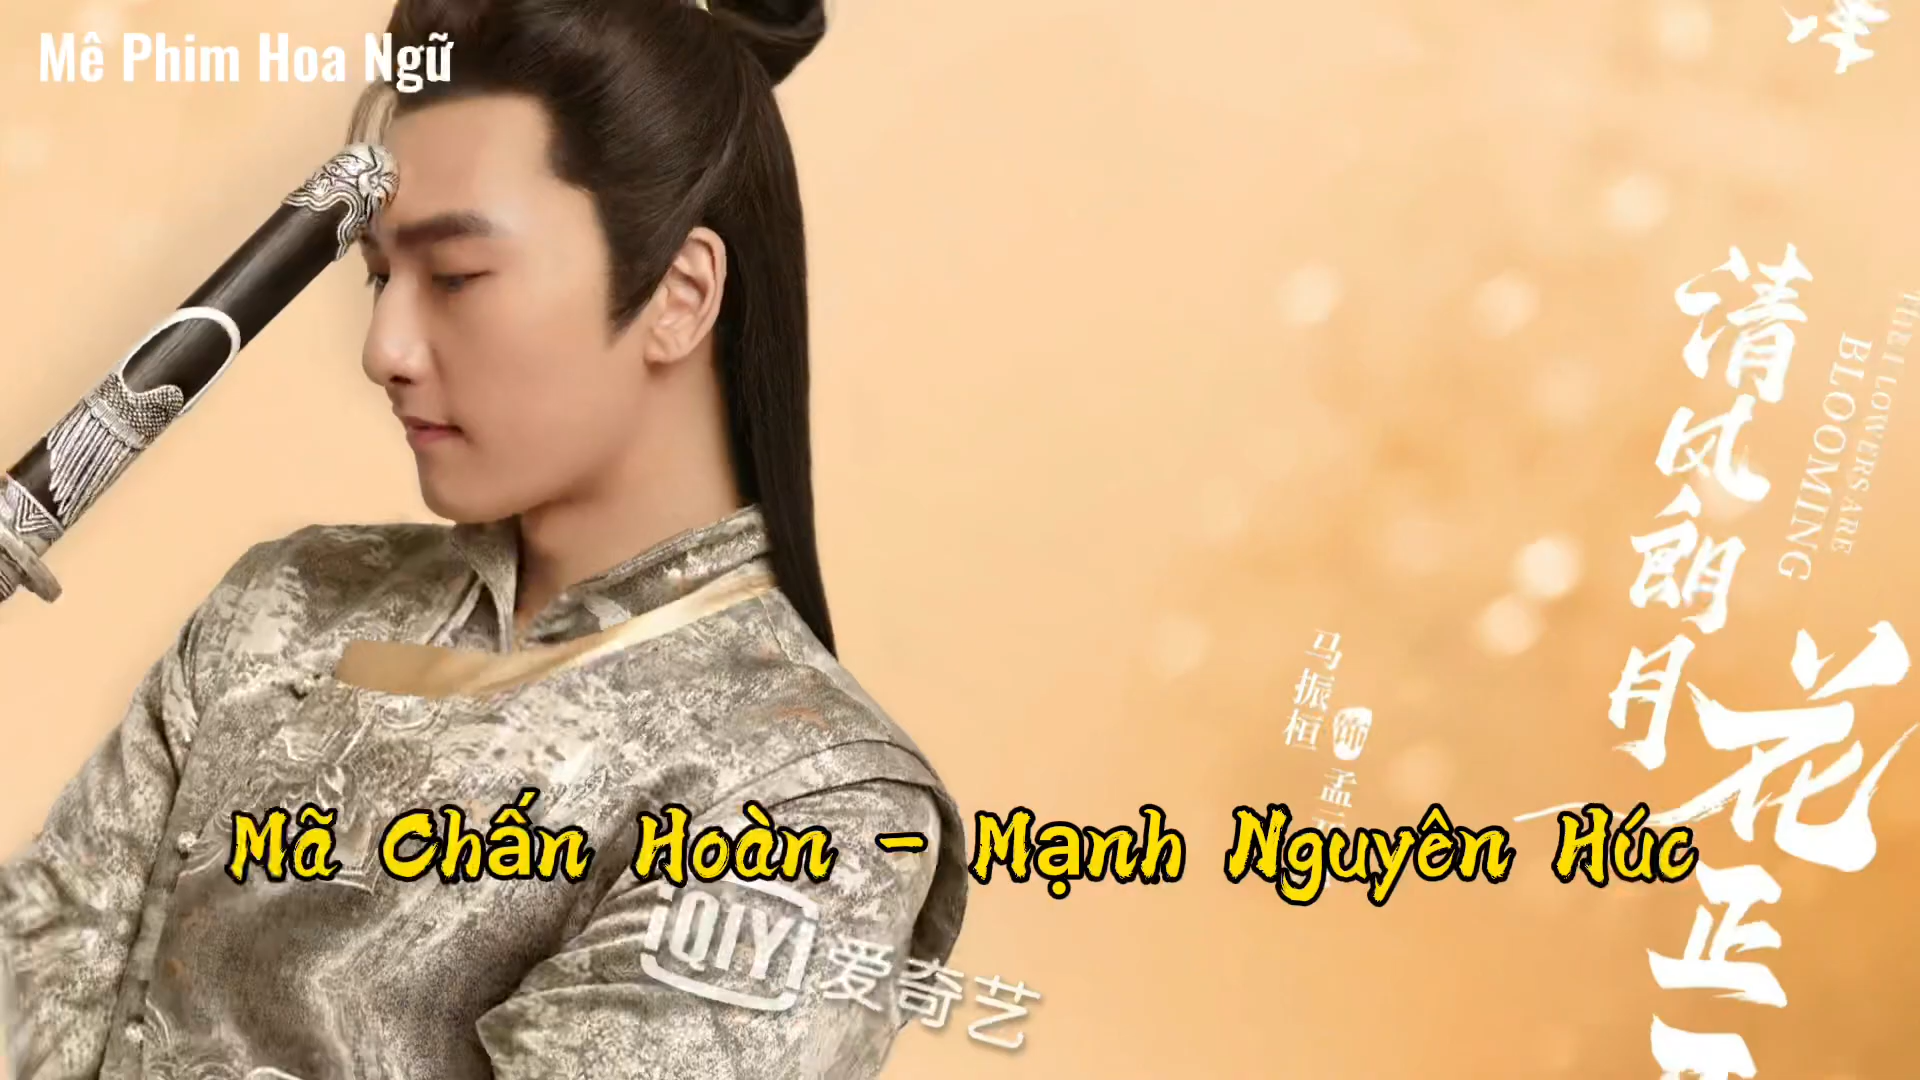 Mê Phim Hoa Ngữ
清风朗月
花正
THE FLOWERS ARE
BLOOMING
马振桓
饰
孟元
Mã Chấn Hoàn - Mạnh Nguyên Húc
iQIYI 爱奇艺